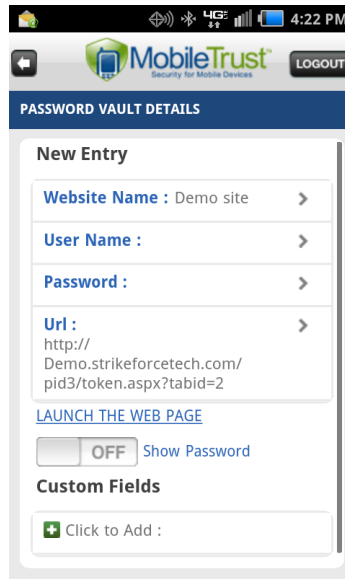 4G
4:22 PM
MobileTrust
Security for Mobile Devices
LOGOUT
PASSWORD VAULT DETAILS
New Entry
Website Name : Demo site
User Name :
Password :
Url :
http://
Demo.strikeforcetech.com/
pid3/token.aspx?tabid=2
LAUNCH THE WEB PAGE
OFF Show Password
Custom Fields
Click to Add :